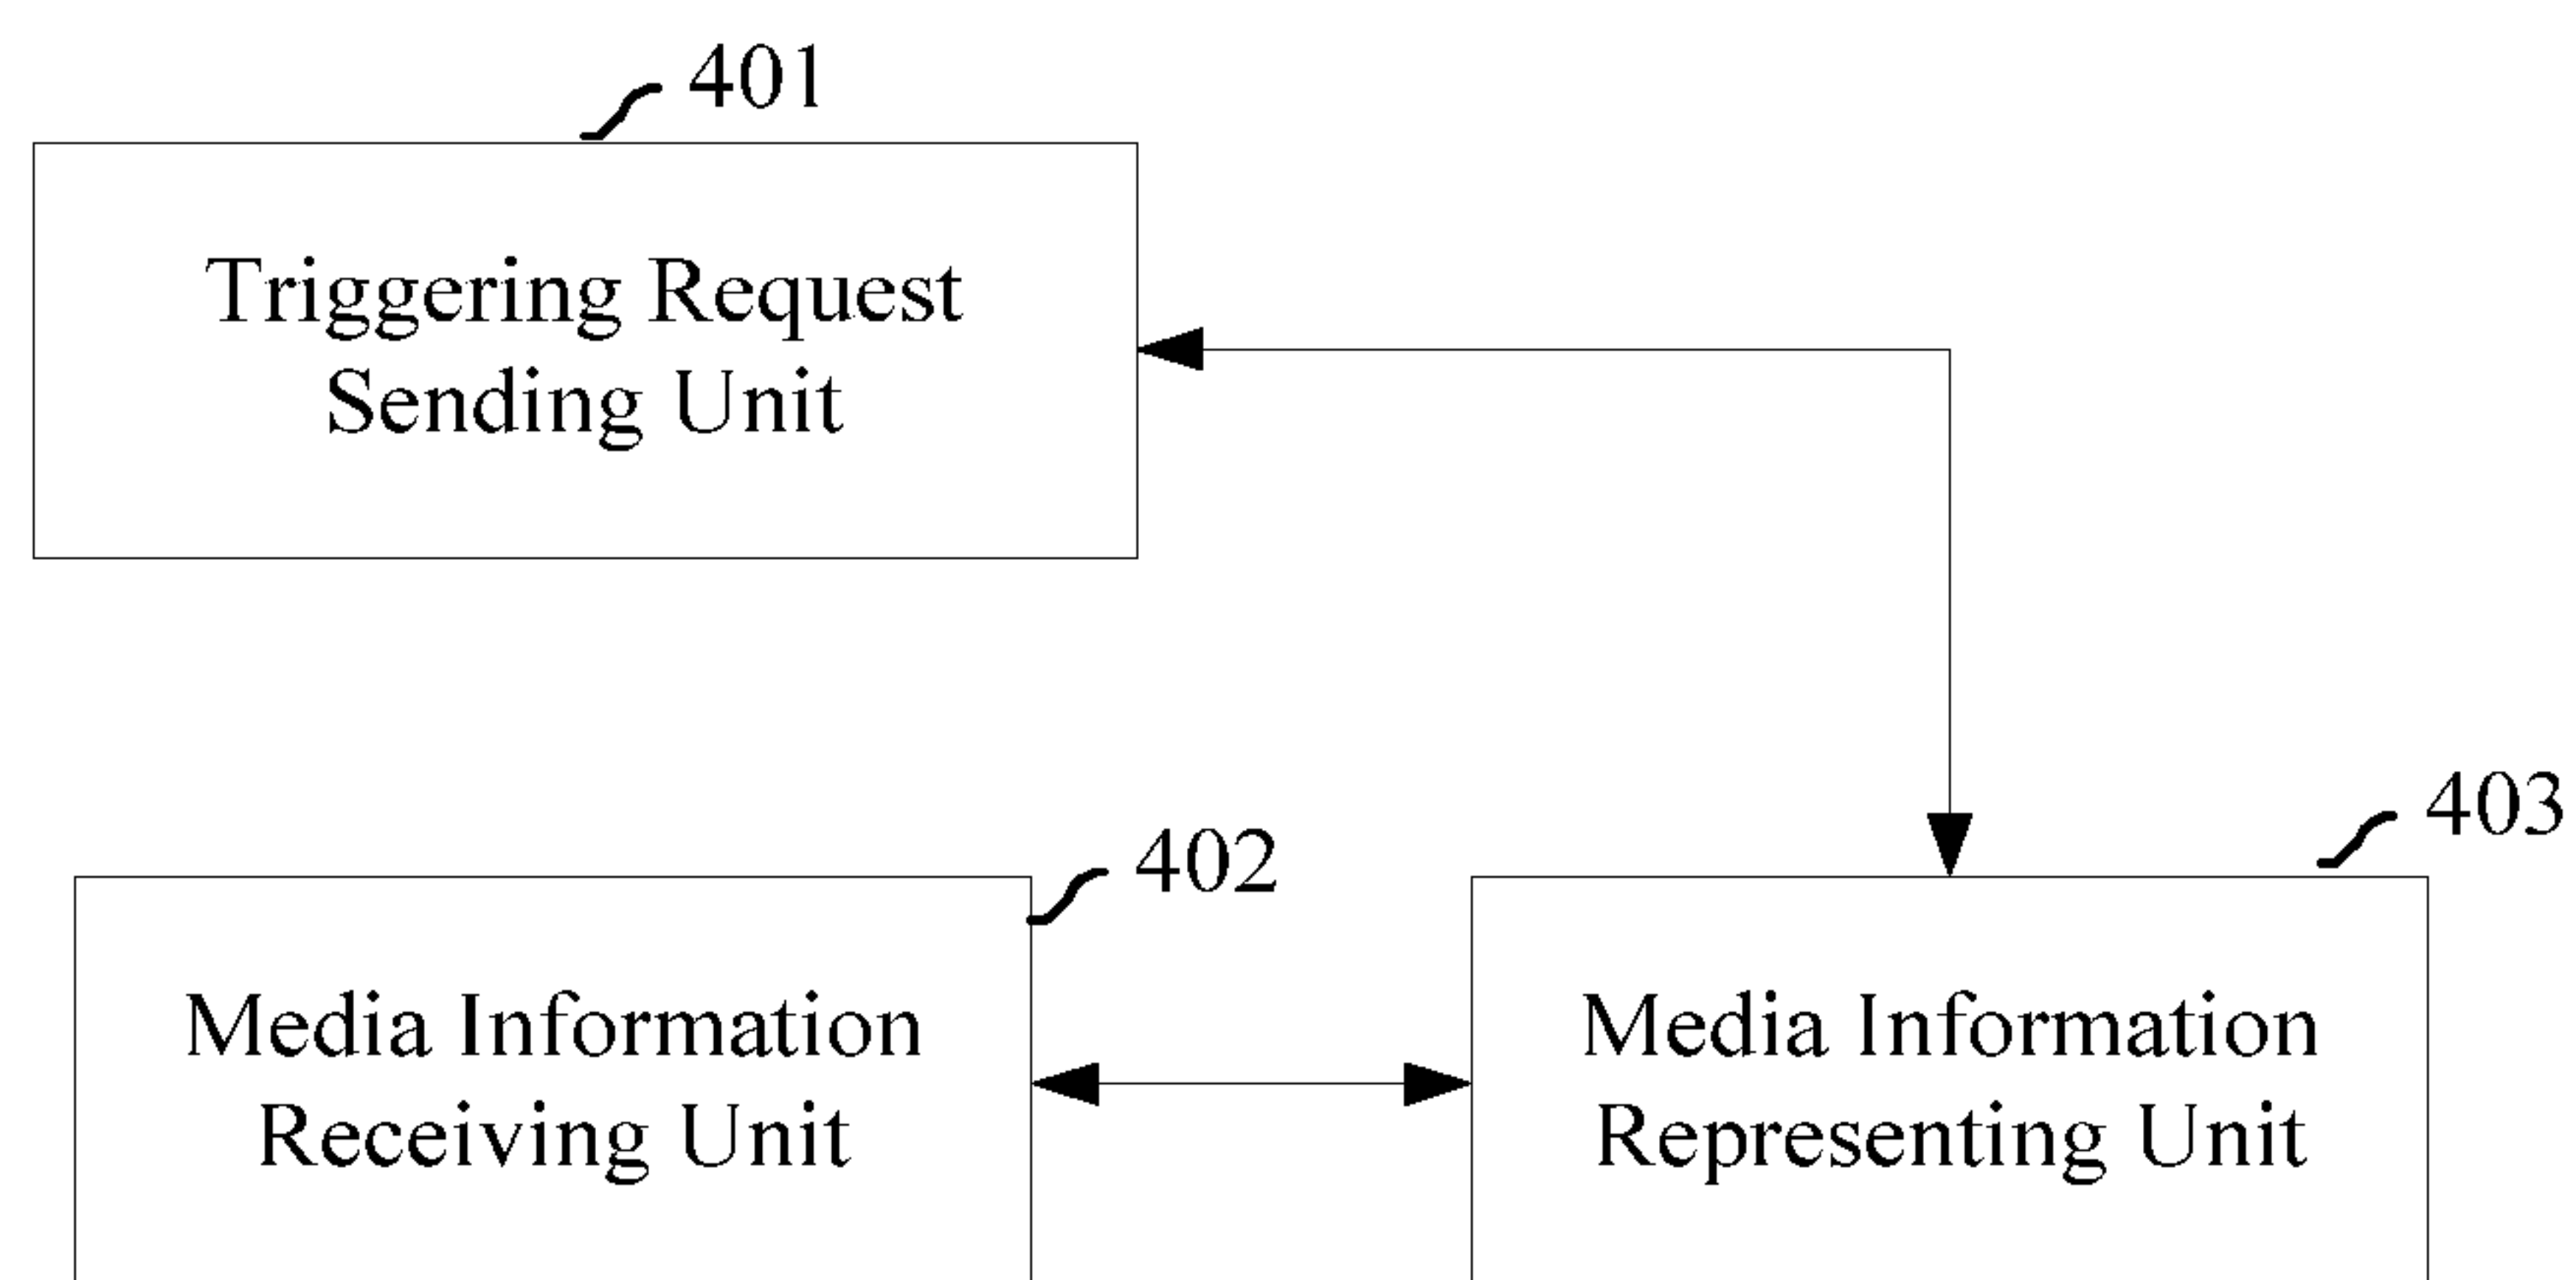 401
Triggering Request
Sending Unit
402
Media Information
Receiving Unit
403
Media Information
Representing Unit